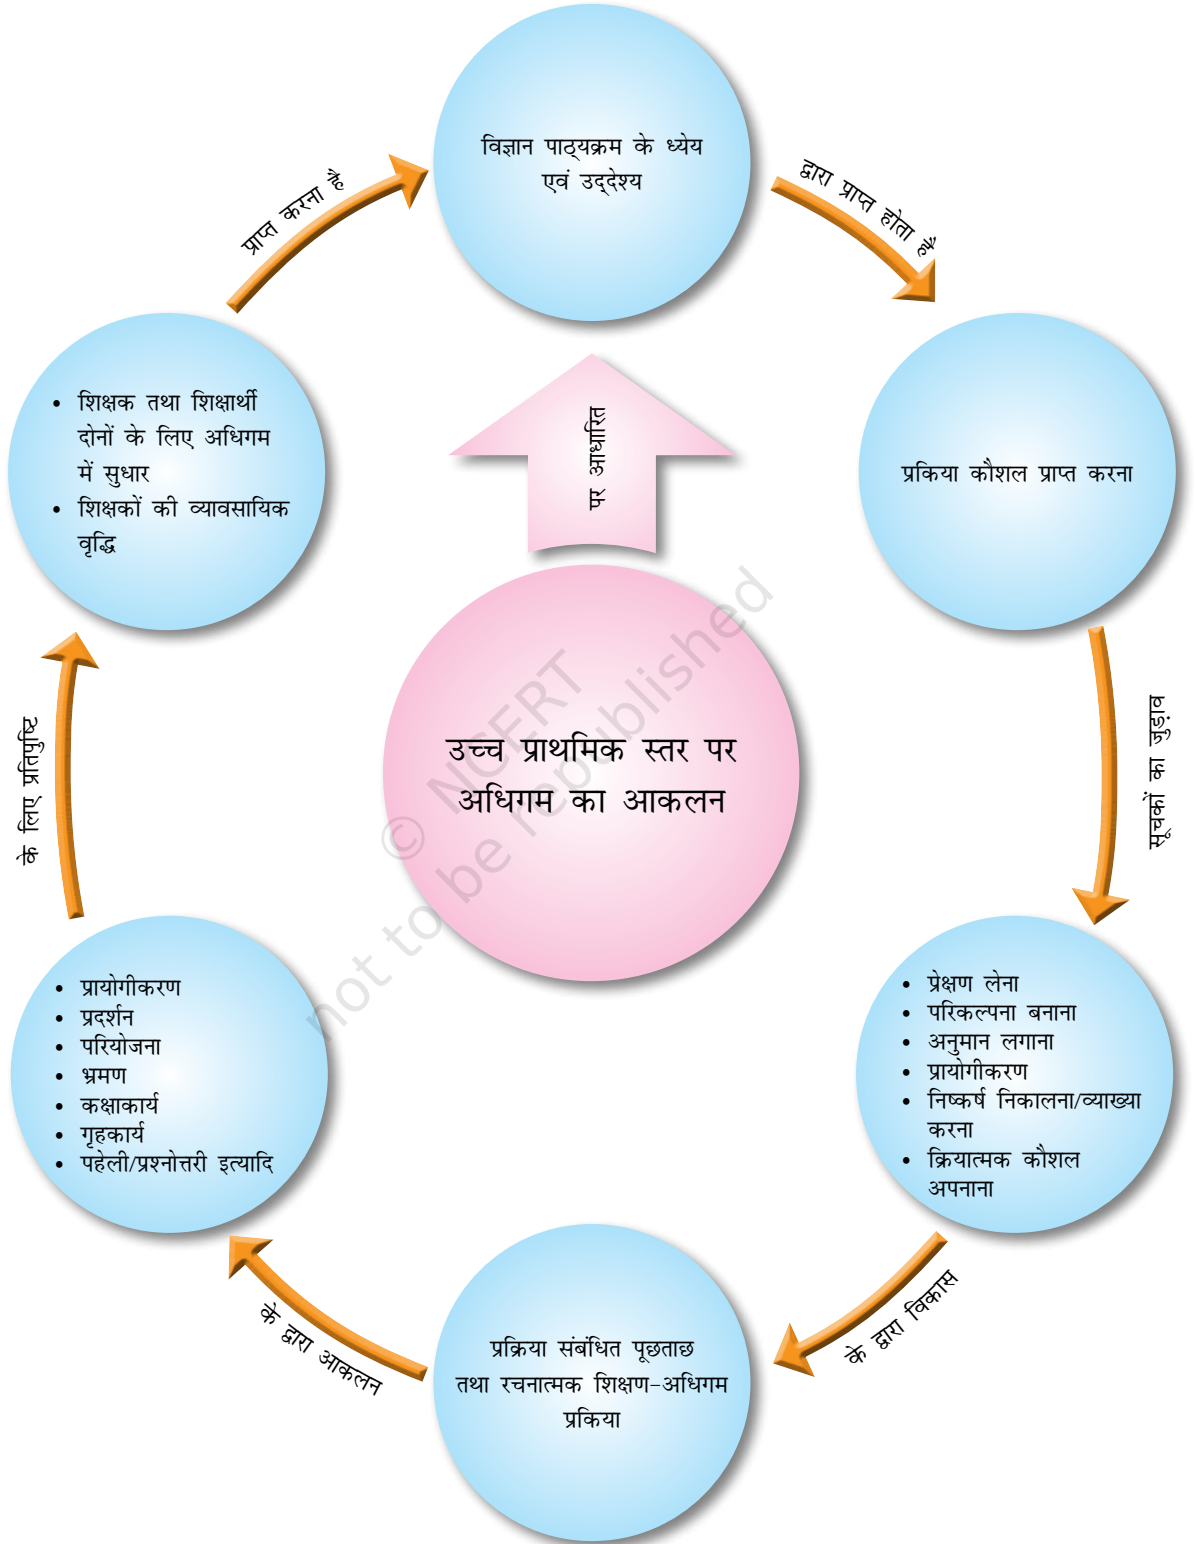 विज्ञान पाठ्यक्रम के ध्येय
एवं उद्देश्य
द्वारा प्राप्त होता है
प्रकिया कौशल प्राप्त करना
सूचकों का जुड़ाव
• प्रेक्षण लेना
• परिकल्पना बनाना
• अनुमान लगाना
• प्रायोगीकरण
• निष्कर्ष निकालना/व्याख्या
करना
• क्रियात्मक कौशल
अपनाना
के द्वारा विकास
प्रक्रिया संबंधित पूछताछ
तथा रचनात्मक शिक्षण-अधिगम
प्रकिया
के द्वारा आकलन
• प्रायोगीकरण
• प्रदर्शन
• परियोजना
• भ्रमण
• कक्षाकार्य
• गृहकार्य
• पहेली/प्रश्नोत्तरी इत्यादि
के लिए प्रतिपुष्टि
• शिक्षक तथा शिक्षार्थी
दोनों के लिए अधिगम
में सुधार
• शिक्षकों की व्यावसायिक
वृद्धि
प्राप्त करना है
पर आधारित
उच्च प्राथमिक स्तर पर
अधिगम का आकलन
© NCERT
not to be republished